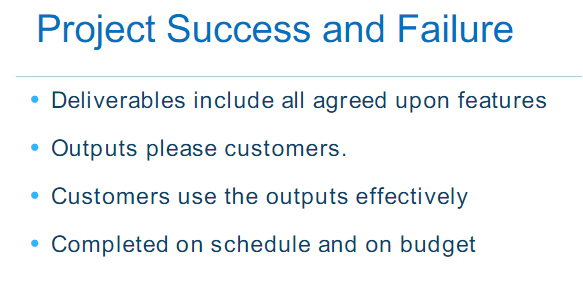 Project Success and Failure
• Deliverables include all agreed upon features
• Outputs please customers.
• Customers use the outputs effectively
• Completed on schedule and on budget